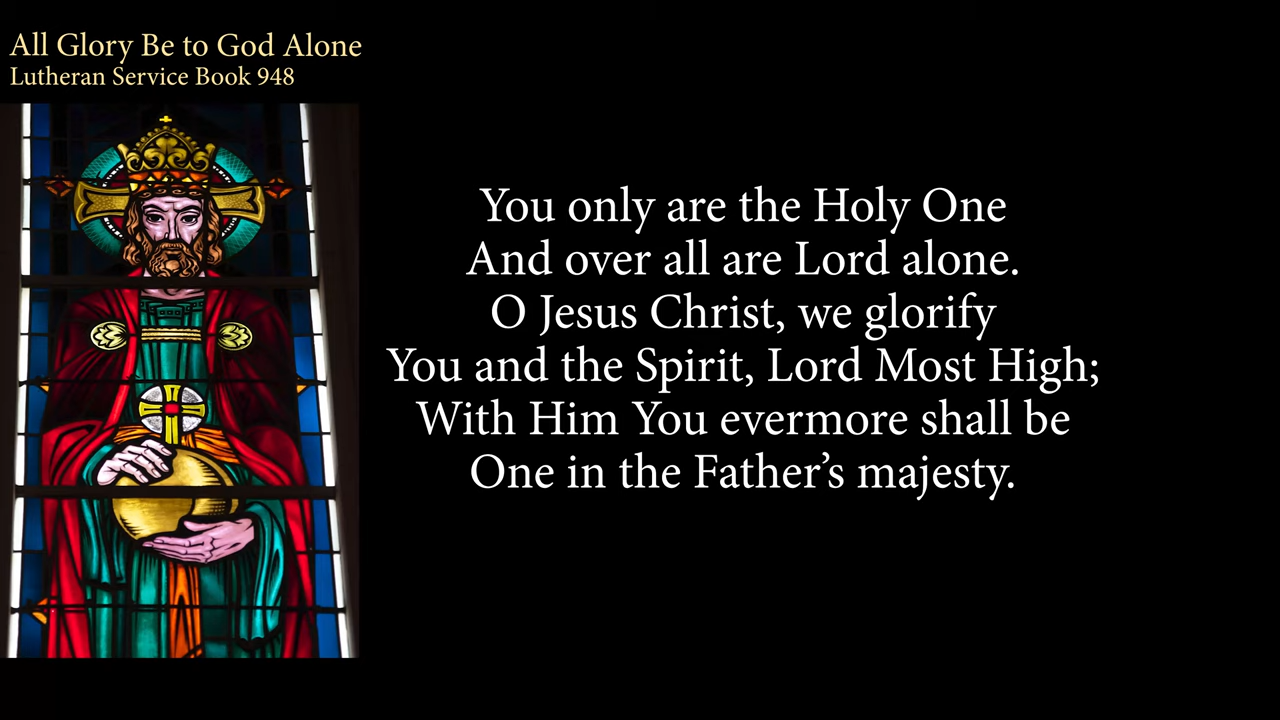 All Glory Be to God Alone
Lutheran Service Book 948
You only are the Holy One
And over all are Lord alone.
O Jesus Christ, we glorify
You and the Spirit, Lord Most High;
With Him You evermore shall be
One in the Father’s majesty.